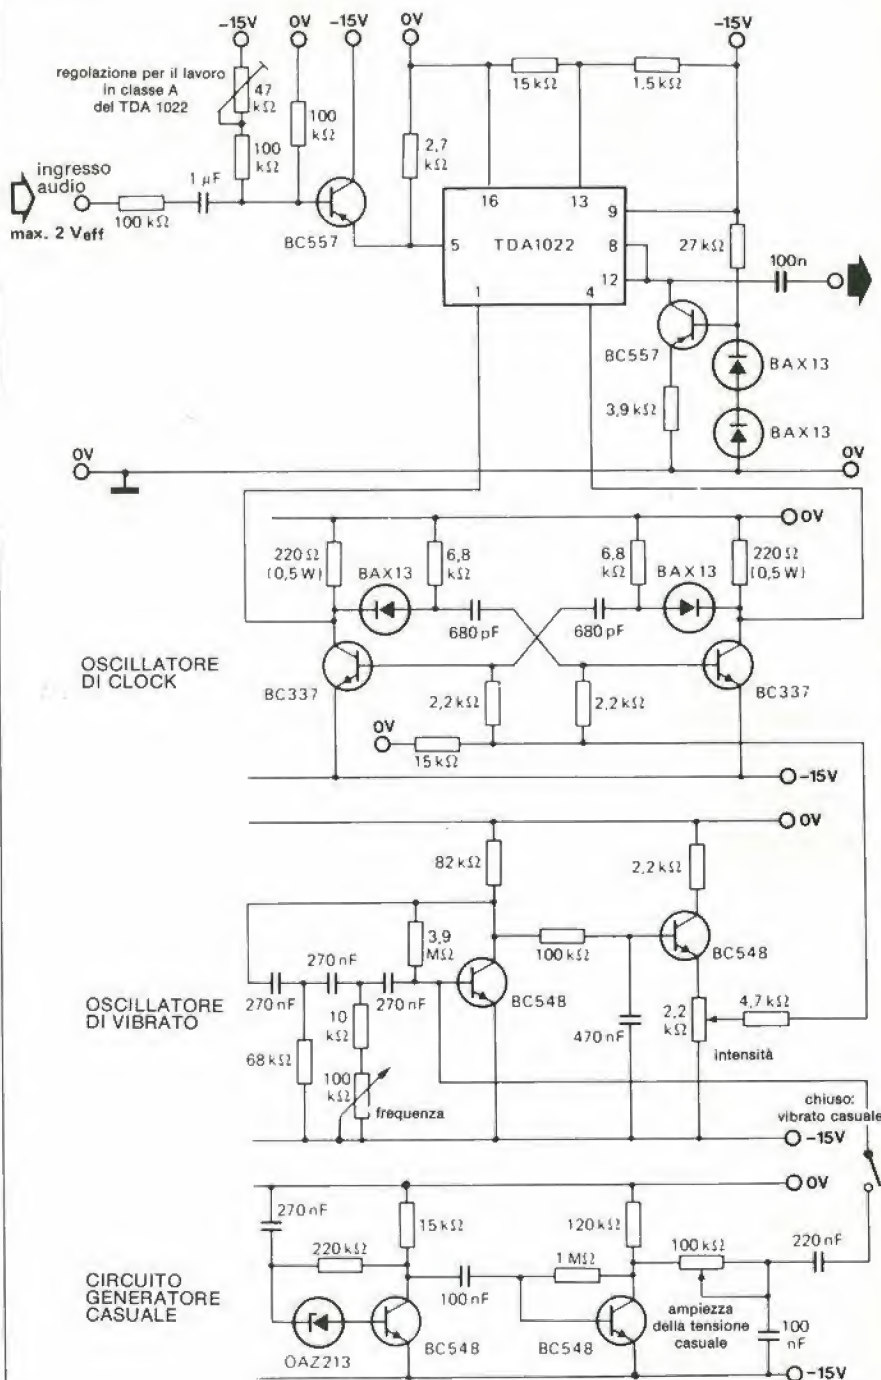 -15V 0V -15V 0V -15V
regolazione per il lavoro
in classe A
del TDA 1022
47
kΩ
100
kΩ
100
kΩ
15 kΩ
1,5 kΩ
2,7
kΩ
ingresso
audio
1 µF
100 kΩ
max. 2 Veff
BC557
16
13
5
TDA1022
9
8
12
1
4
27 kΩ
100n
BC557
BAX13
3,9 kΩ
BAX13
0V
0V
0V
220 Ω
(0,5 W)
BAX13
6,8
kΩ
6,8
kΩ
BAX13
220 Ω
(0,5 W)
680 pF
680 pF
OSCILLATORE
DI CLOCK
BC337
2,2 kΩ
2,2 kΩ
BC337
0V
15 kΩ
-15V
0V
82 kΩ
2,2 kΩ
3,9
MΩ
270 nF
270 nF
270 nF
100 kΩ
BC548
BC548
OSCILLATORE
DI VIBRATO
10
kΩ
68 kΩ
100
kΩ
frequenza
470 nF
2,2
kΩ
4,7 kΩ
intensità
chiuso:
vibrato casuale
-15V
0V
270 nF
15 kΩ
120 kΩ
220 kΩ
1 MΩ
100 kΩ
220 nF
100 nF
CIRCUITO
GENERATORE
CASUALE
ampiezza
della tensione
casuale
100
nF
OAZ213
BC548
BC548
-15V